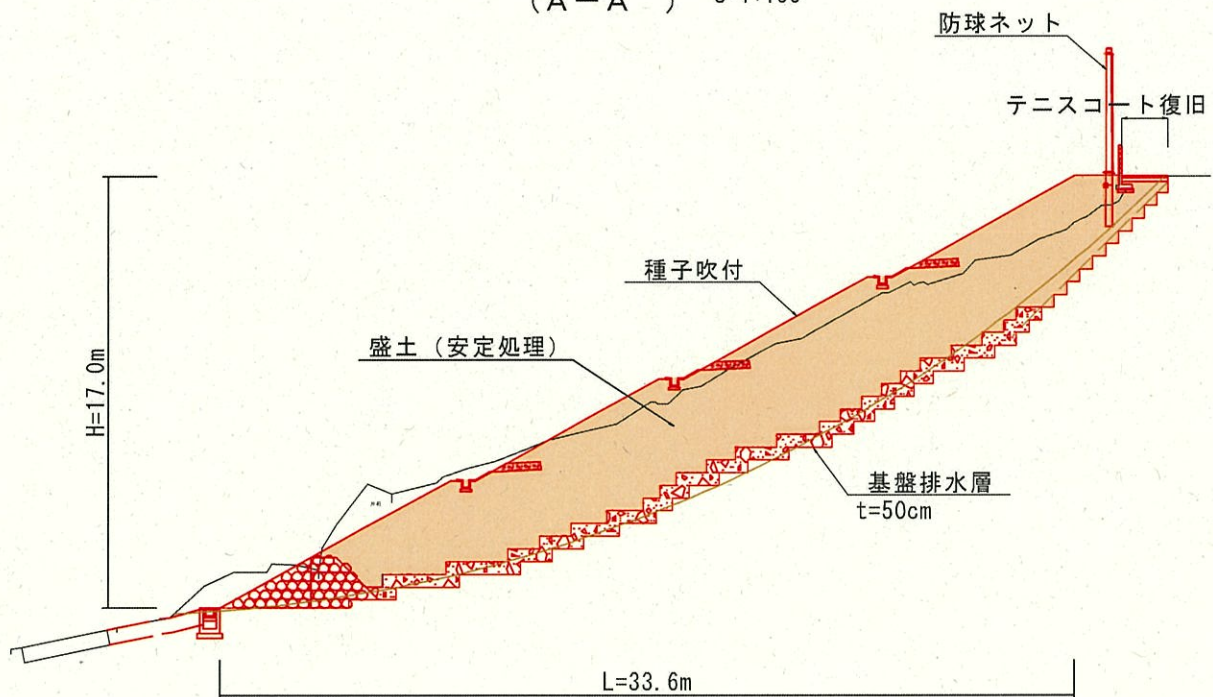 (A-A
防球ネット
テニスコート復旧
種子吹付
盛土(安定処理)
H=17.0m
基盤排水層
t=50cm
L=33.6m